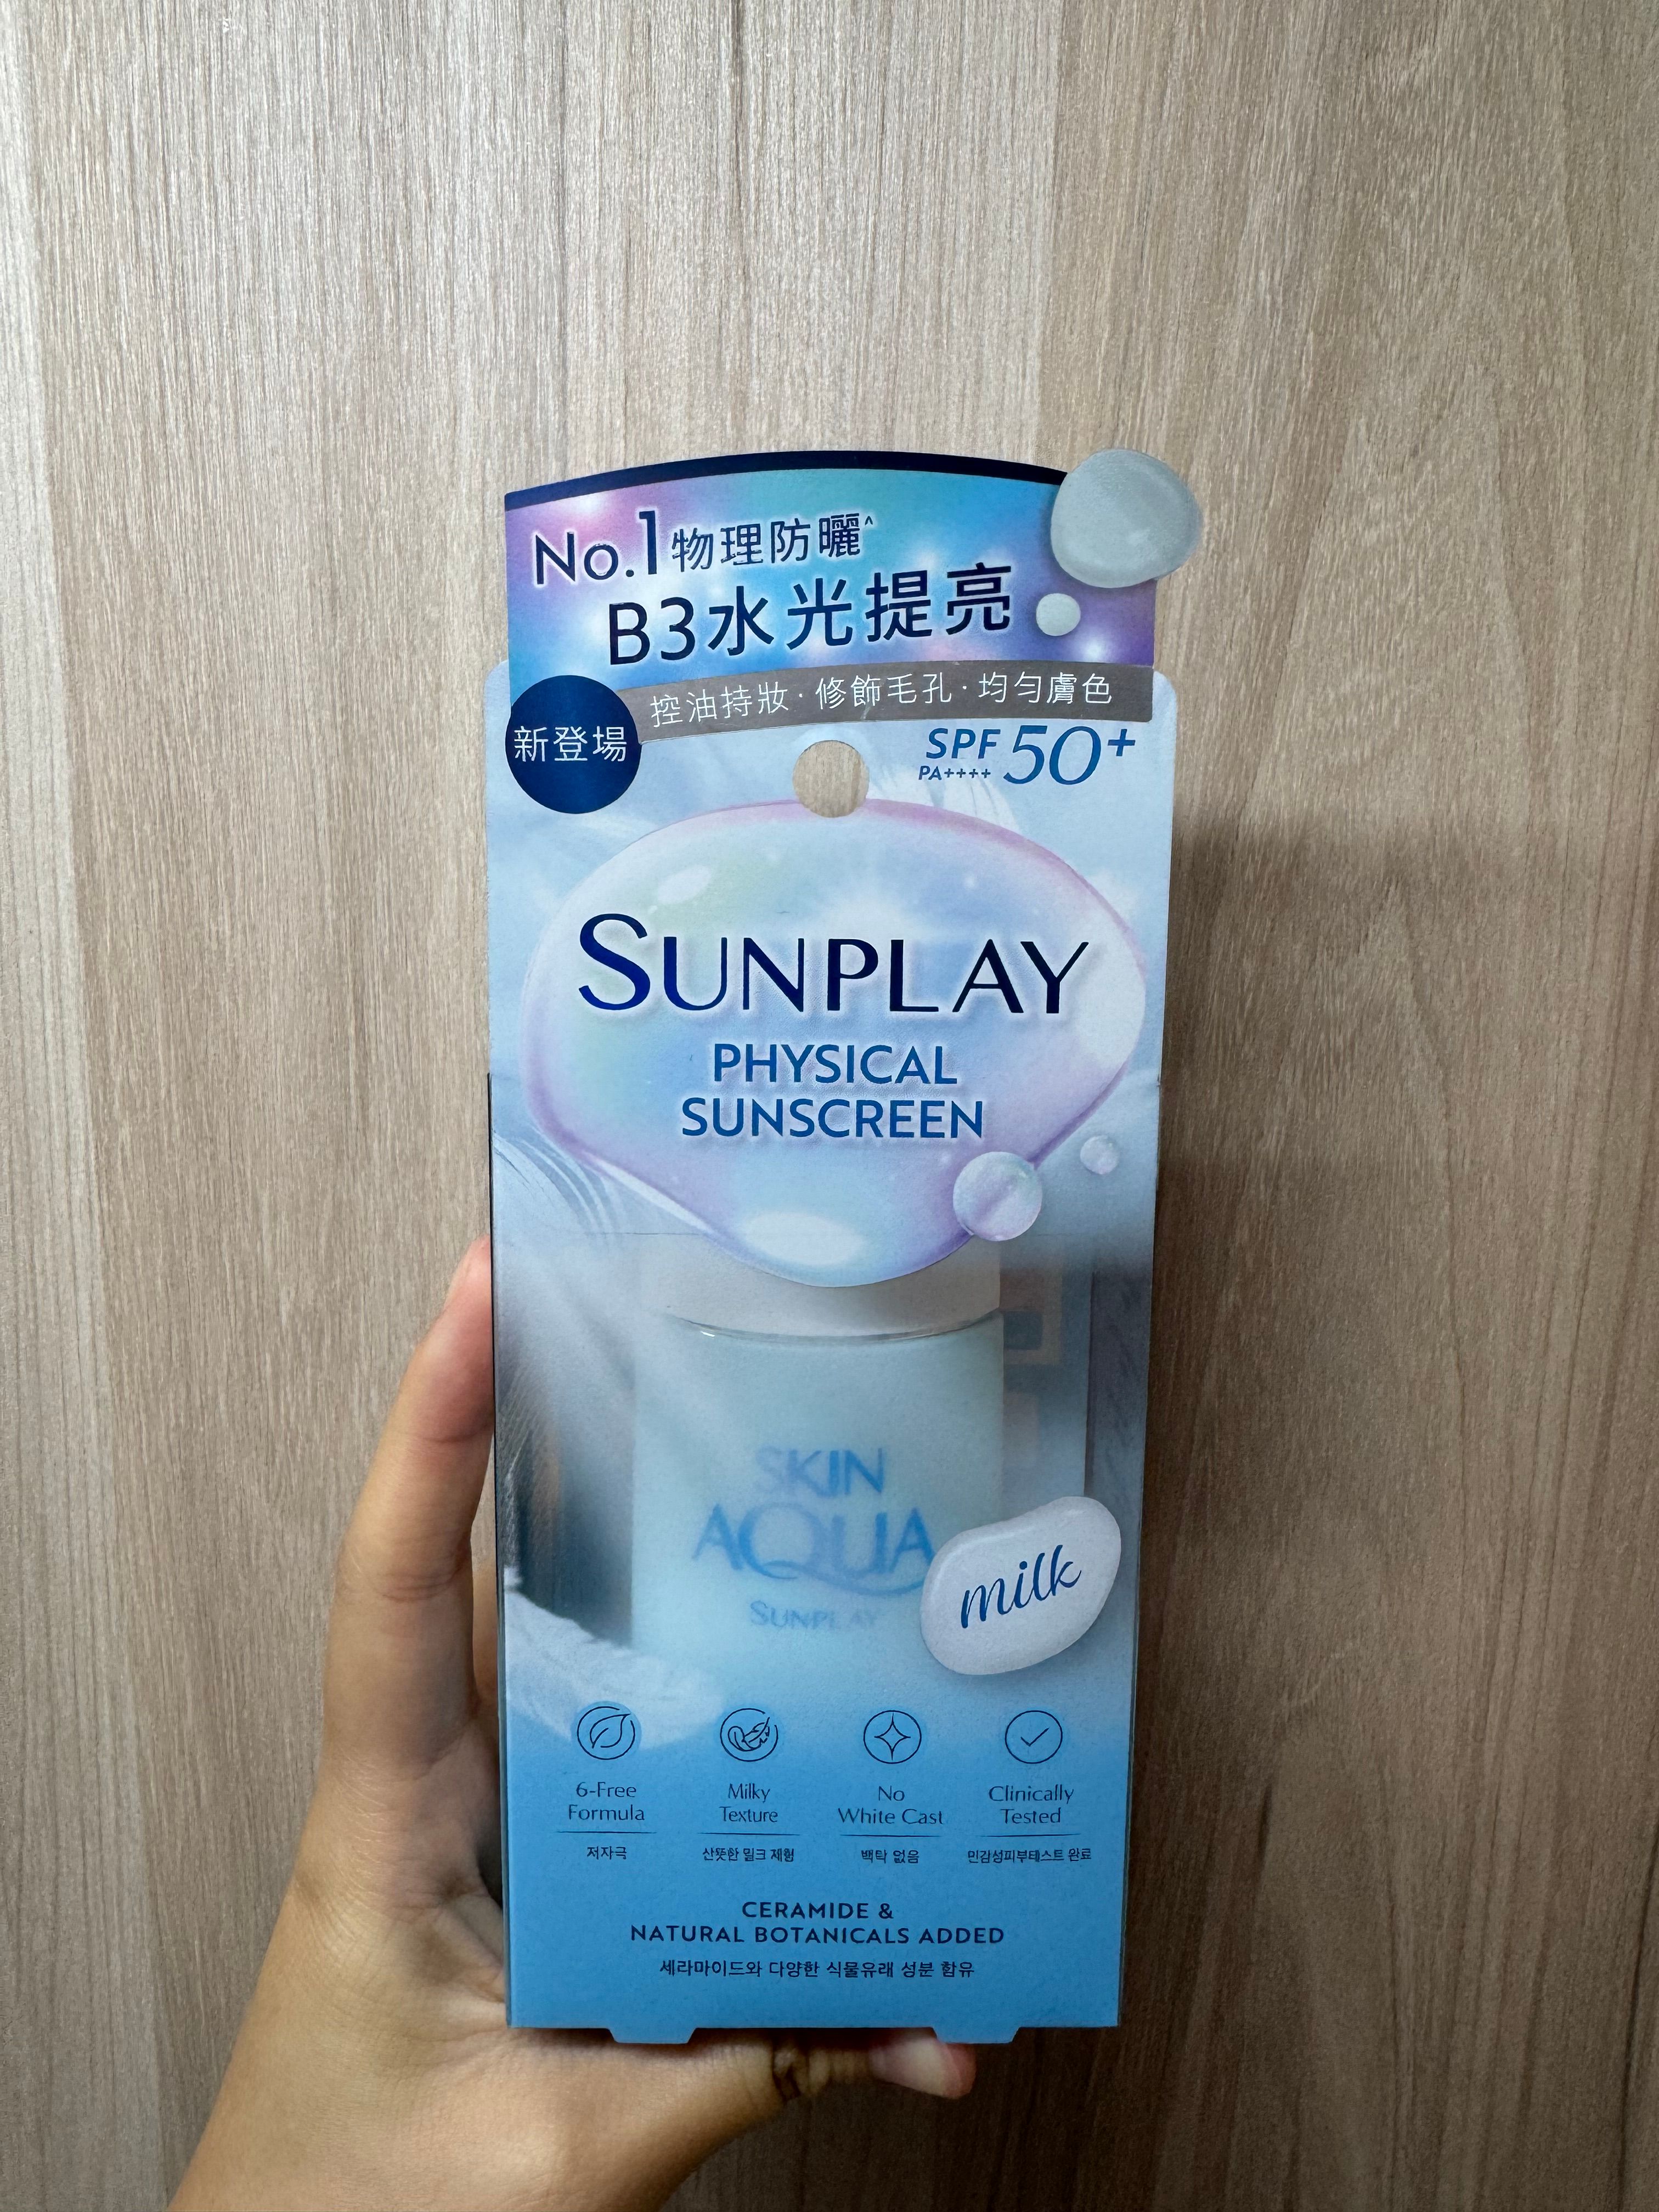 No.1物理防曬^
B3水光提亮
控油持妝·修飾毛孔·均勻膚色
新登場
SPF 50+
PA++++
SUNPLAY
PHYSICAL
SUNSCREEN
SKIN
AQUA
SUNPLAY
milk
6-Free
Formula
저자극
Milky
Texture
산뜻한 밀크 제형
No
White Cast
백탁 없음
Clinically
Tested
민감성피부테스트 완료
CERAMIDE &
NATURAL BOTANICALS ADDED
세라마이드와 다양한 식물유래 성분 함유